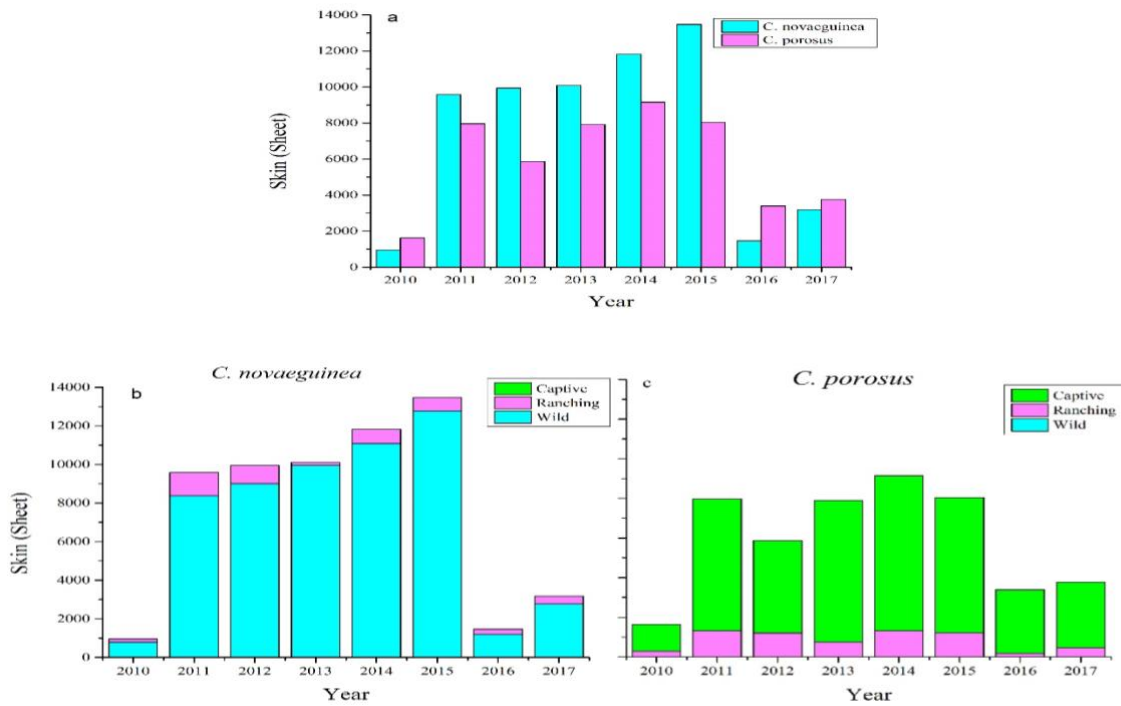 a
C. novaeguinea
C. porosus
14000
12000
10000
8000
6000
4000
2000
0
Skin (Sheet)
2010 2011 2012 2013 2014 2015 2016 2017
Year
b
C. novaeguinea
Captive
Ranching
Wild
14000
12000
10000
8000
6000
4000
2000
0
Skin (Sheet)
2010 2011 2012 2013 2014 2015 2016 2017
Year
c
C. porosus
Captive
Ranching
Wild
2010 2011 2012 2013 2014 2015 2016 2017
Year